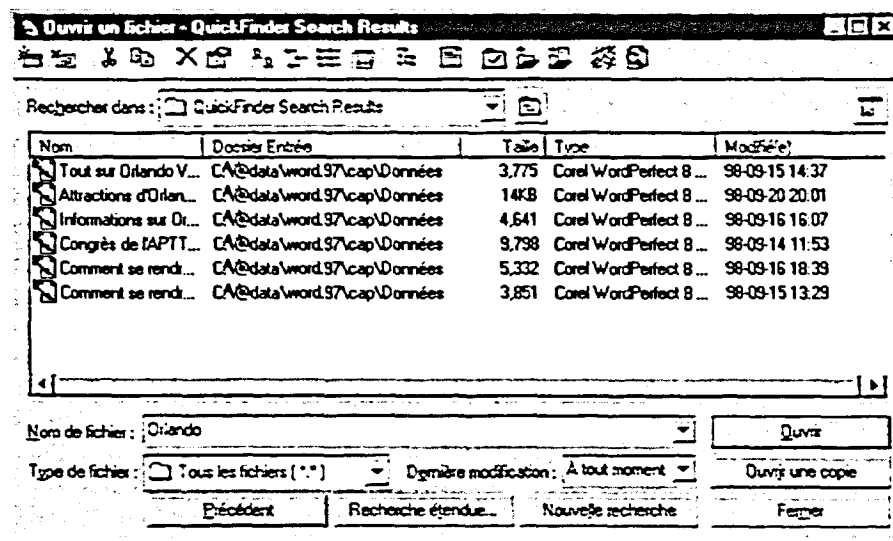 Ouvrir un fichier - QuickFinder Search Results
Rechercher dans : QuickFinder Search Results
Nom Dossier Entrée Taille Type Modifié(e)
Tout sur Orlando V... C:\@data\word.97\cap\Données 3,775 Corel WordPerfect 8 ... 98-09-15 14:37
Attractions d'Orlan... C:\@data\word.97\cap\Données 14KB Corel WordPerfect 8 ... 98-09-20 20:01
Informations sur Or... C:\@data\word.97\cap\Données 4,641 Corel WordPerfect 8 ... 98-09-16 16:07
Congrès de l'APTT... C:\@data\word.97\cap\Données 9,798 Corel WordPerfect 8 ... 98-09-14 11:53
Comment se rendr... C:\@data\word.97\cap\Données 5,332 Corel WordPerfect 8 ... 98-09-16 18:39
Comment se rendr... C:\@data\word.97\cap\Données 3,851 Corel WordPerfect 8 ... 98-09-15 13:29
Nom de fichier : Orlando Ouvrir
Type de fichier : Tous les fichiers ( *.* ) Dernière modification : À tout moment Ouvrir une copie
Précédent Recherche étendue... Nouvelle recherche Fermer